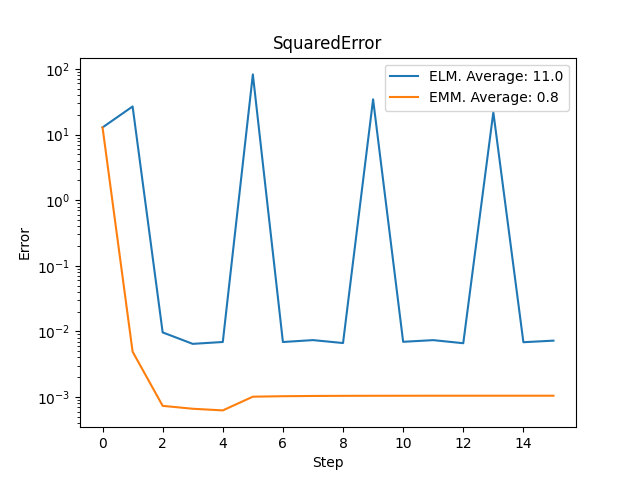 SquaredError
ELM. Average: 11.0
EMM. Average: 0.8
10²
10¹
10⁰
10⁻¹
10⁻²
10⁻³
Error
0 2 4 6 8 10 12 14
Step